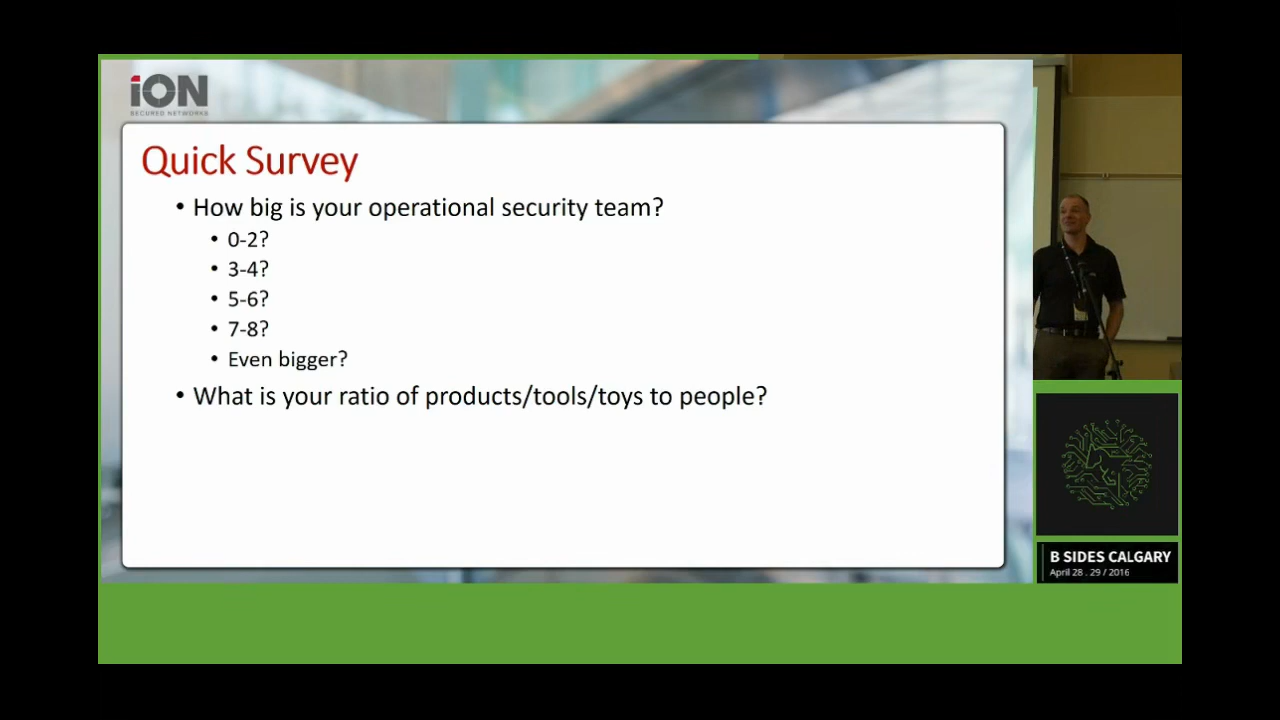 iON
SECURED NETWORKS
Quick Survey
• How big is your operational security team?
• 0-2?
• 3-4?
• 5-6?
• 7-8?
• Even bigger?
• What is your ratio of products/tools/toys to people?
B SIDES CALGARY
April 28 . 29 / 2016